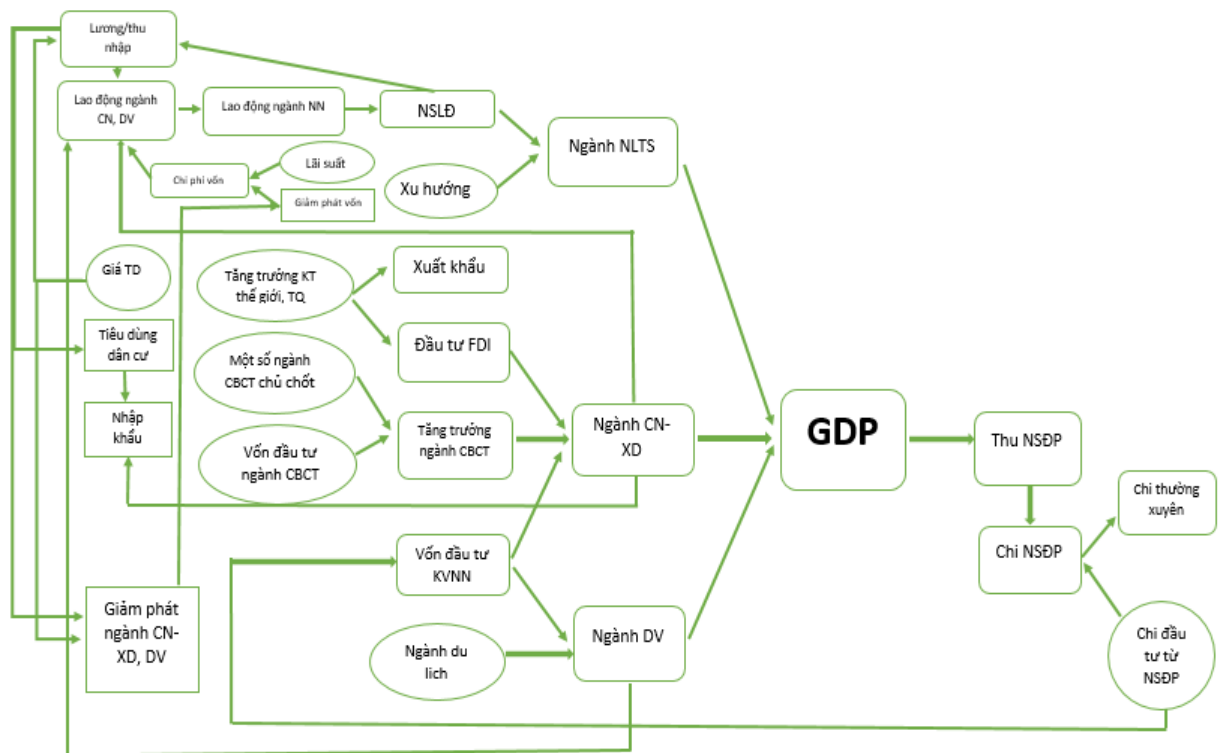 Lương/thu
nhập
Lao động ngành
CN, DV
Lao động ngành NN
NSLĐ
Ngành NLTS
Lãi suất
Chi phí vốn
Giảm phát vốn
Xu hướng
Giá TD
Tăng trưởng KT
thế giới, TQ
Xuất khẩu
Tiêu dùng
dân cư
Đầu tư FDI
Một số ngành
CBCT chủ chốt
Nhập
khẩu
Tăng trưởng
ngành CBCT
Vốn đầu tư
ngành CBCT
Ngành CN-
XD
GDP
Thu NSĐP
Chi thường
xuyên
Chi NSĐP
Vốn đầu tư
KVNN
Giảm phát
ngành CN-
XD, DV
Ngành du
lich
Ngành DV
Chi đầu
tư từ
NSĐP